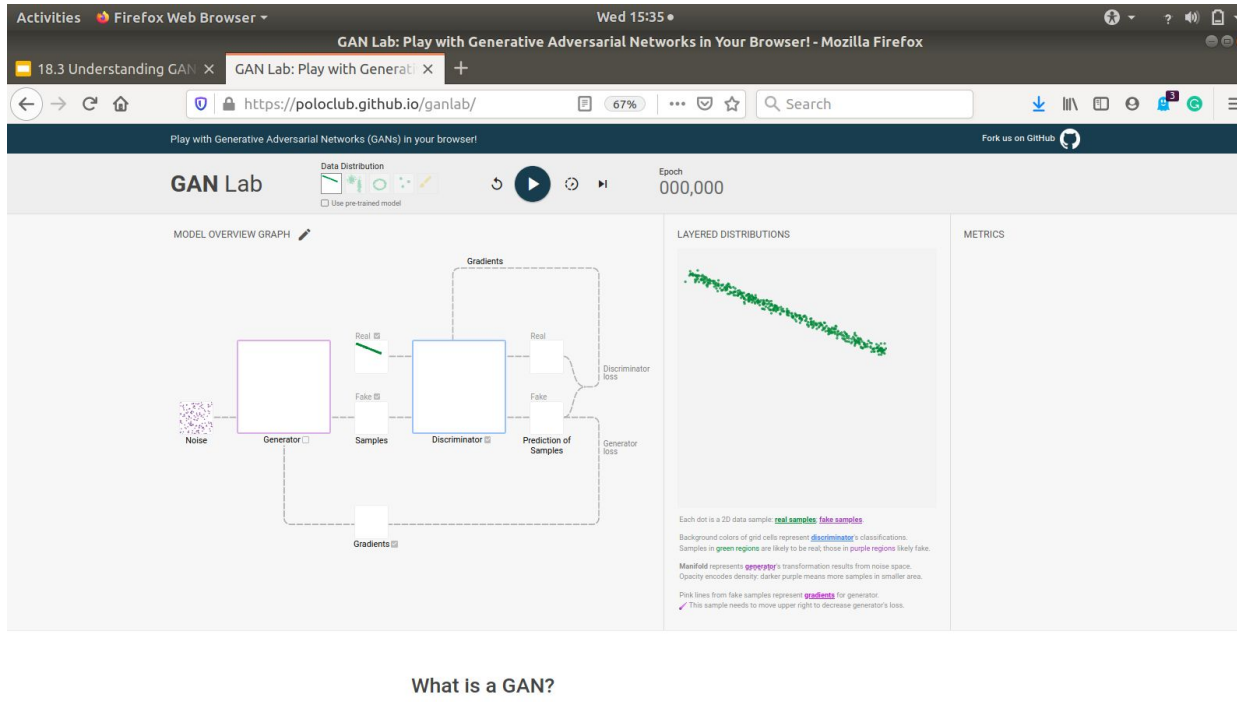 Activities
Firefox Web Browser
Wed 15:35
GAN Lab: Play with Generative Adversarial Networks in Your Browser! - Mozilla Firefox
18.3 Understanding GAN
GAN Lab: Play with Generati
https://poloclub.github.io/ganlab/
67%
Search
3
Play with Generative Adversarial Networks (GANs) in your browser!
Fork us on GitHub
GAN Lab
Data Distribution
Use pre-trained model
Epoch
000,000
MODEL OVERVIEW GRAPH
Gradients
Real
Real
Discriminator
loss
Fake
Fake
Noise
Generator
Samples
Discriminator
Prediction of
Samples
Generator
loss
Gradients
LAYERED DISTRIBUTIONS
Each dot is a 2D data sample: real samples; fake samples.
Background colors of grid cells represent discriminator's classifications.
Samples in green regions are likely to be real; those in purple regions likely fake.
Manifold represents generator's transformation results from noise space.
Opacity encodes density: darker purple means more samples in smaller area.
Pink lines from fake samples represent gradients for generator.
This sample needs to move upper right to decrease generator's loss.
METRICS
What is a GAN?